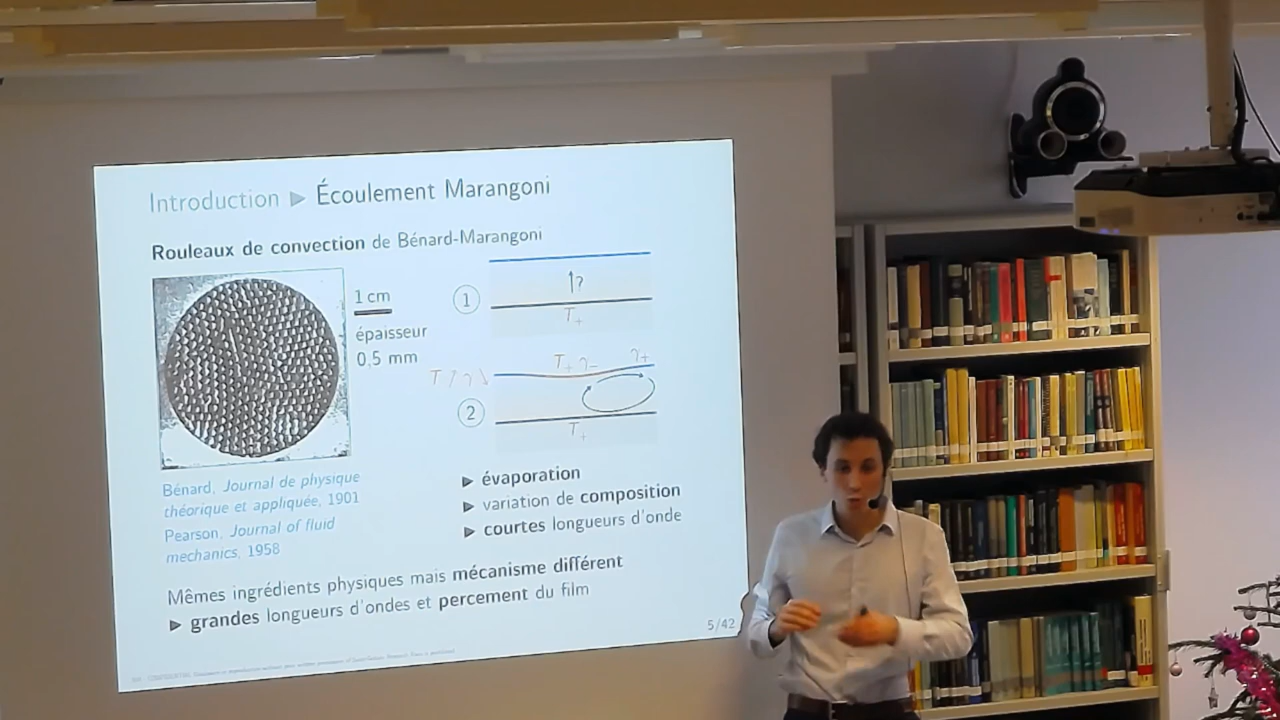 Introduction ▶ Écoulement Marangoni
Rouleaux de convection de Bénard-Marangoni
1 cm
épaisseur
0,5 mm
1
↑?
T₊
T↗γ↘
T₊ γ₋
γ₊
2
T₊
Bénard, Journal de physique
théorique et appliquée, 1901
Pearson, Journal of fluid
mechanics, 1958
▶ évaporation
▶ variation de composition
▶ courtes longueurs d'onde
Mêmes ingrédients physiques mais mécanisme différent
▶ grandes longueurs d'ondes et percement du film
5/42